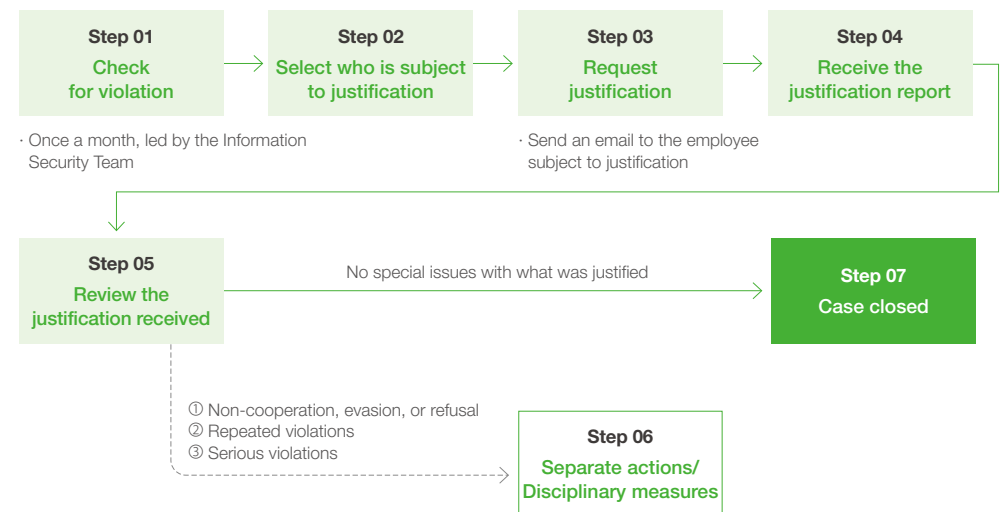 Step 01
Check
for violation
Step 02
Select who is subject
to justification
Step 03
Request
justification
Step 04
Receive the
justification report
· Once a month, led by the Information
Security Team
· Send an email to the employee
subject to justification
Step 05
Review the
justification received
No special issues with what was justified
Step 07
Case closed
① Non-cooperation, evasion, or refusal
② Repeated violations
③ Serious violations
Step 06
Separate actions/
Disciplinary measures